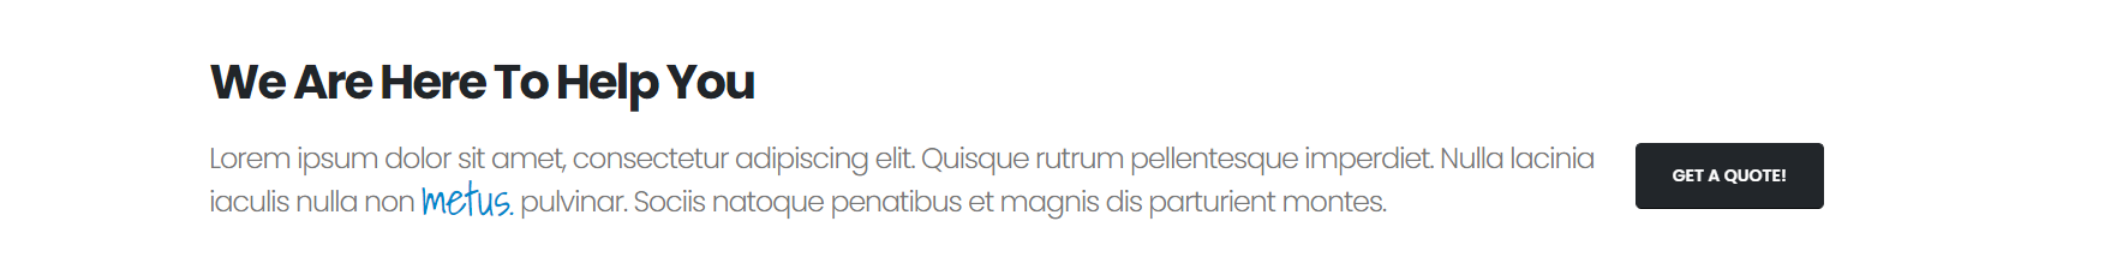 We Are Here To Help You
Lorem ipsum dolor sit amet, consectetur adipiscing elit. Quisque rutrum pellentesque imperdiet. Nulla lacinia
iaculis nulla non metus. pulvinar. Sociis natoque penatibus et magnis dis parturient montes.
GET A QUOTE!